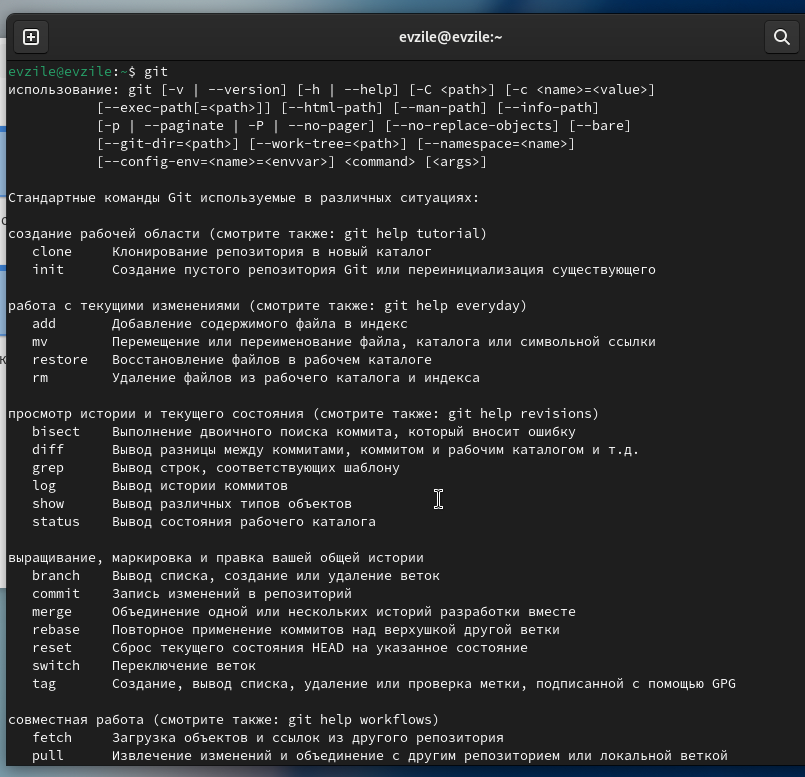 evzile@evzile:~
evzile@evzile:~$ git
использование: git [-v | --version] [-h | --help] [-C <path>] [-c <name>=<value>]
           [--exec-path[=<path>]] [--html-path] [--man-path] [--info-path]
           [-p | --paginate | -P | --no-pager] [--no-replace-objects] [--bare]
           [--git-dir=<path>] [--work-tree=<path>] [--namespace=<name>]
           [--config-env=<name>=<envvar>] <command> [<args>]

Стандартные команды Git используемые в различных ситуациях:

создание рабочей области (смотрите также: git help tutorial)
   clone     Клонирование репозитория в новый каталог
   init      Создание пустого репозитория Git или переинициализация существующего

работа с текущими изменениями (смотрите также: git help everyday)
   add       Добавление содержимого файла в индекс
   mv        Перемещение или переименование файла, каталога или символьной ссылки
   restore   Восстановление файлов в рабочем каталоге
   rm        Удаление файлов из рабочего каталога и индекса

просмотр истории и текущего состояния (смотрите также: git help revisions)
   bisect    Выполнение двоичного поиска коммита, который вносит ошибку
   diff      Вывод разницы между коммитами, коммитом и рабочим каталогом и т.д.
   grep      Вывод строк, соответствующих шаблону
   log       Вывод истории коммитов
   show      Вывод различных типов объектов
   status    Вывод состояния рабочего каталога

выращивание, маркировка и правка вашей общей истории
   branch    Вывод списка, создание или удаление веток
   commit    Запись изменений в репозиторий
   merge     Объединение одной или нескольких историй разработки вместе
   rebase    Повторное применение коммитов над верхушкой другой ветки
   reset     Сброс текущего состояния HEAD на указанное состояние
   switch    Переключение веток
   tag       Создание, вывод списка, удаление или проверка метки, подписанной с помощью GPG

совместная работа (смотрите также: git help workflows)
   fetch     Загрузка объектов и ссылок из другого репозитория
   pull      Извлечение изменений и объединение с другим репозиторием или локальной веткой